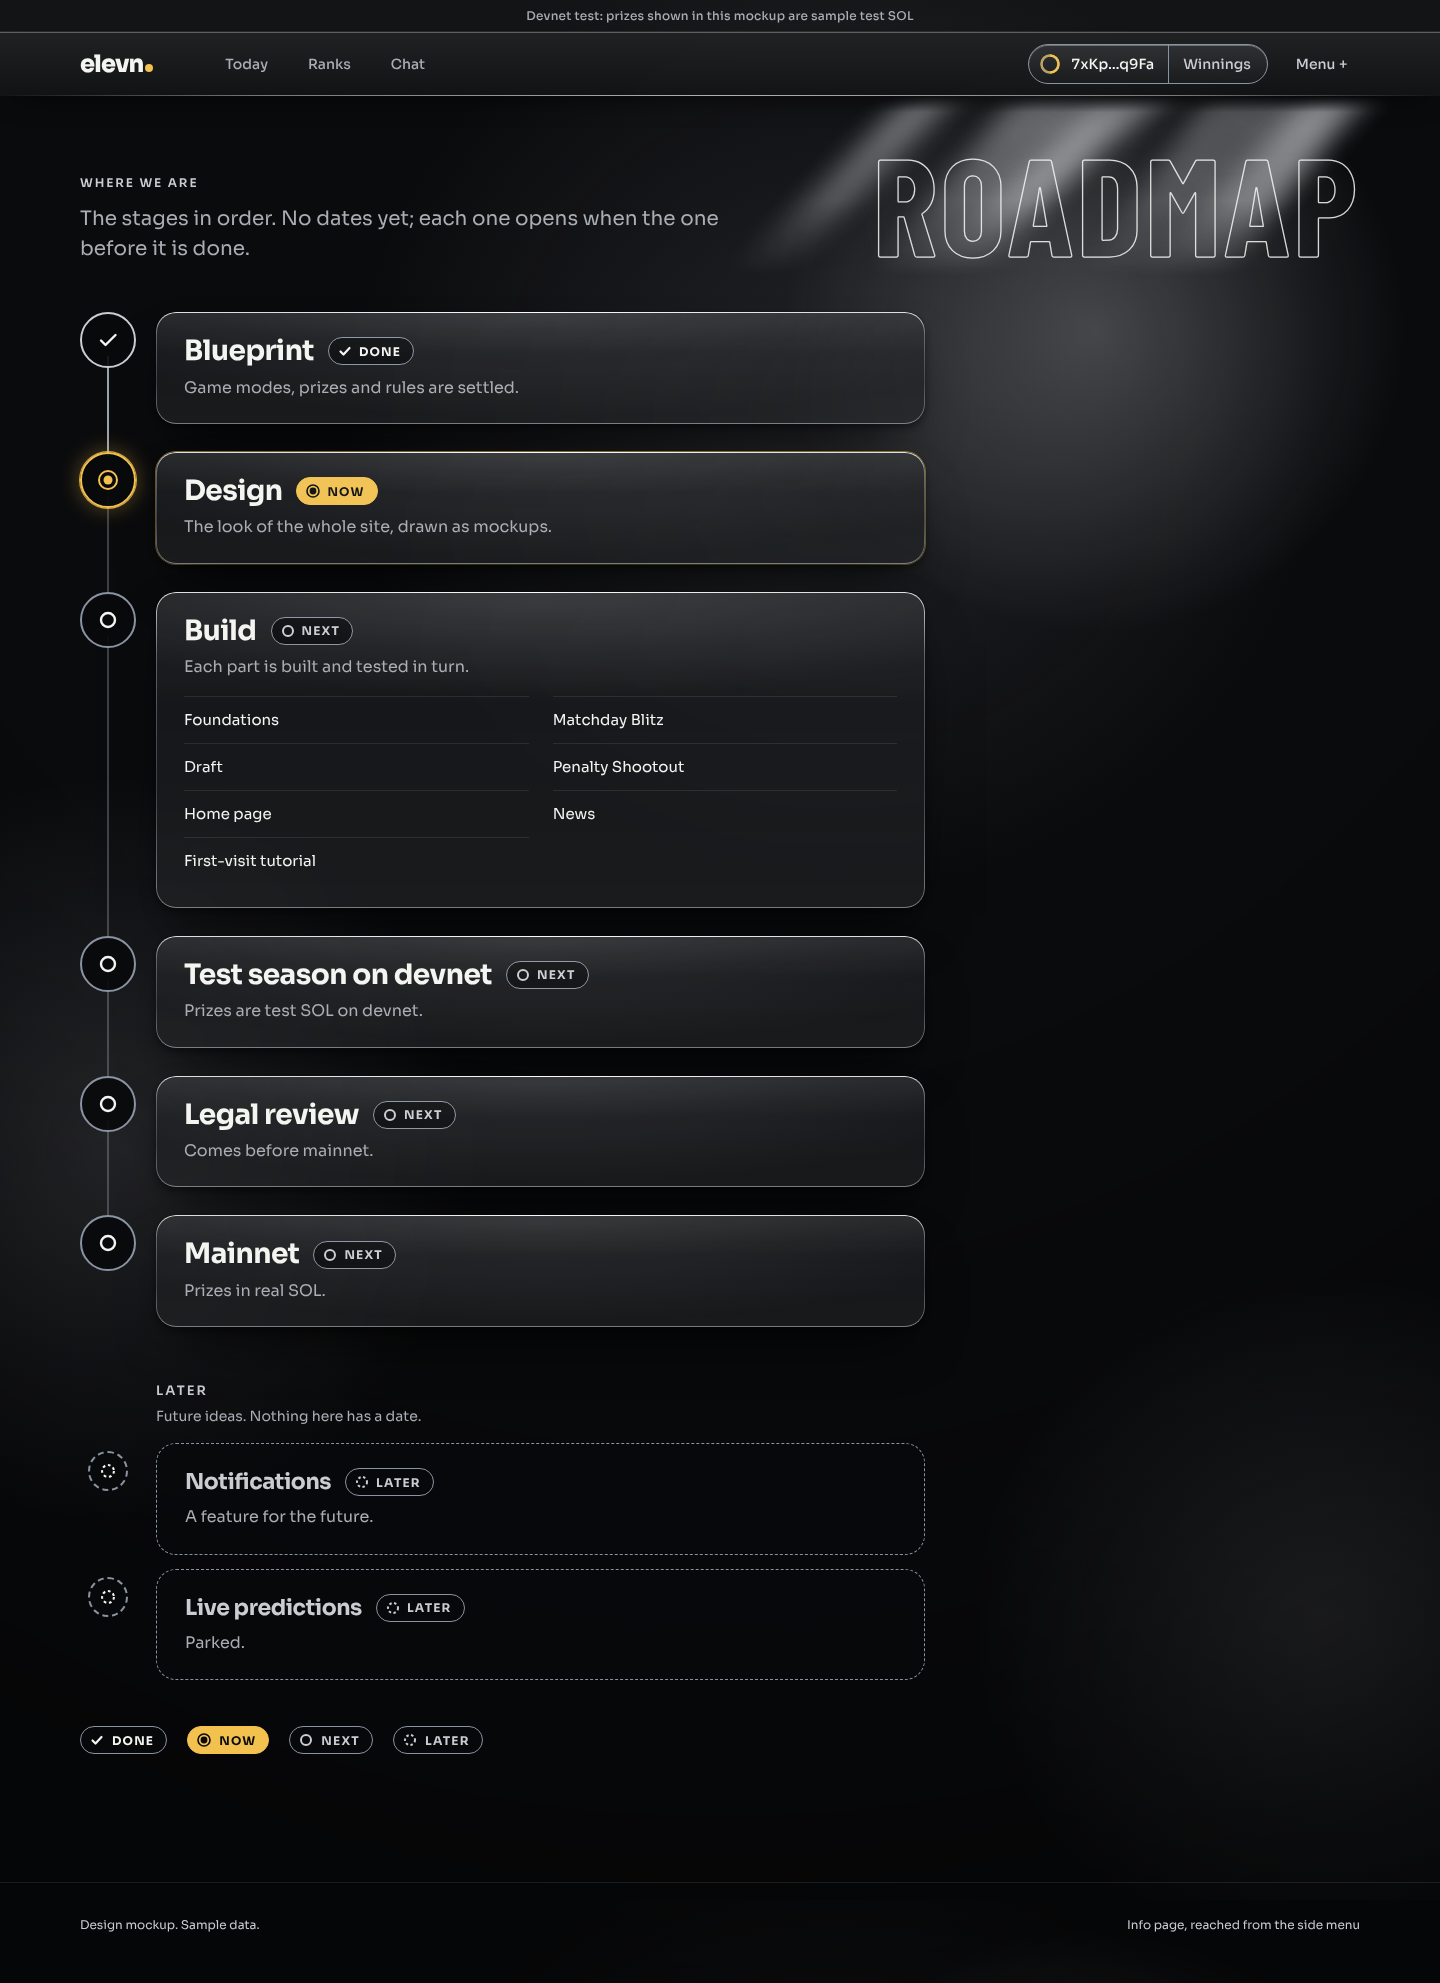 Devnet test: prizes shown in this mockup are sample test SOL
elevn.
Today
Ranks
Chat
7xKp...q9Fa
Winnings
Menu +
WHERE WE ARE
The stages in order. No dates yet; each one opens when the one
before it is done.
ROADMAP
Blueprint
DONE
Game modes, prizes and rules are settled.
Design
NOW
The look of the whole site, drawn as mockups.
Build
NEXT
Each part is built and tested in turn.
Foundations
Matchday Blitz
Draft
Penalty Shootout
Home page
News
First-visit tutorial
Test season on devnet
NEXT
Prizes are test SOL on devnet.
Legal review
NEXT
Comes before mainnet.
Mainnet
NEXT
Prizes in real SOL.
LATER
Future ideas. Nothing here has a date.
Notifications
LATER
A feature for the future.
Live predictions
LATER
Parked.
DONE
NOW
NEXT
LATER
Design mockup. Sample data.
Info page, reached from the side menu